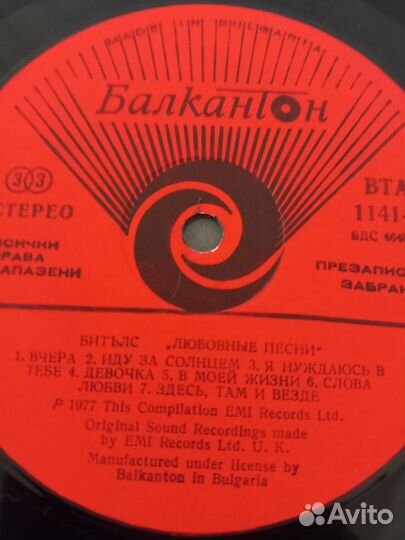 MADE IN BULGARIA
Балкантон
33
СТЕРЕО
ВТА
1141-
БДС
ПРАВА
ЗАПАЗЕНИ
ПРЕЗАПИС
ЗАБРАН
БИТЪЛС „ЛЮБОВНЫЕ ПЕСНИ“
1. ВЧЕРА 2. ИДУ ЗА СОЛНЦЕМ 3. Я НУЖДАЮСЬ В
ТЕБЕ 4. ДЕВОЧКА 5. В МОЕЙ ЖИЗНИ 6. СЛОВА
ЛЮБВИ 7. ЗДЕСЬ, ТАМ И ВЕЗДЕ
P 1977 This Compilation EMI Records Ltd.
Original Sound Recordings made
by EMI Records Ltd. U. K.
Manufactured under license by
Balkanton in Bulgaria
Avito